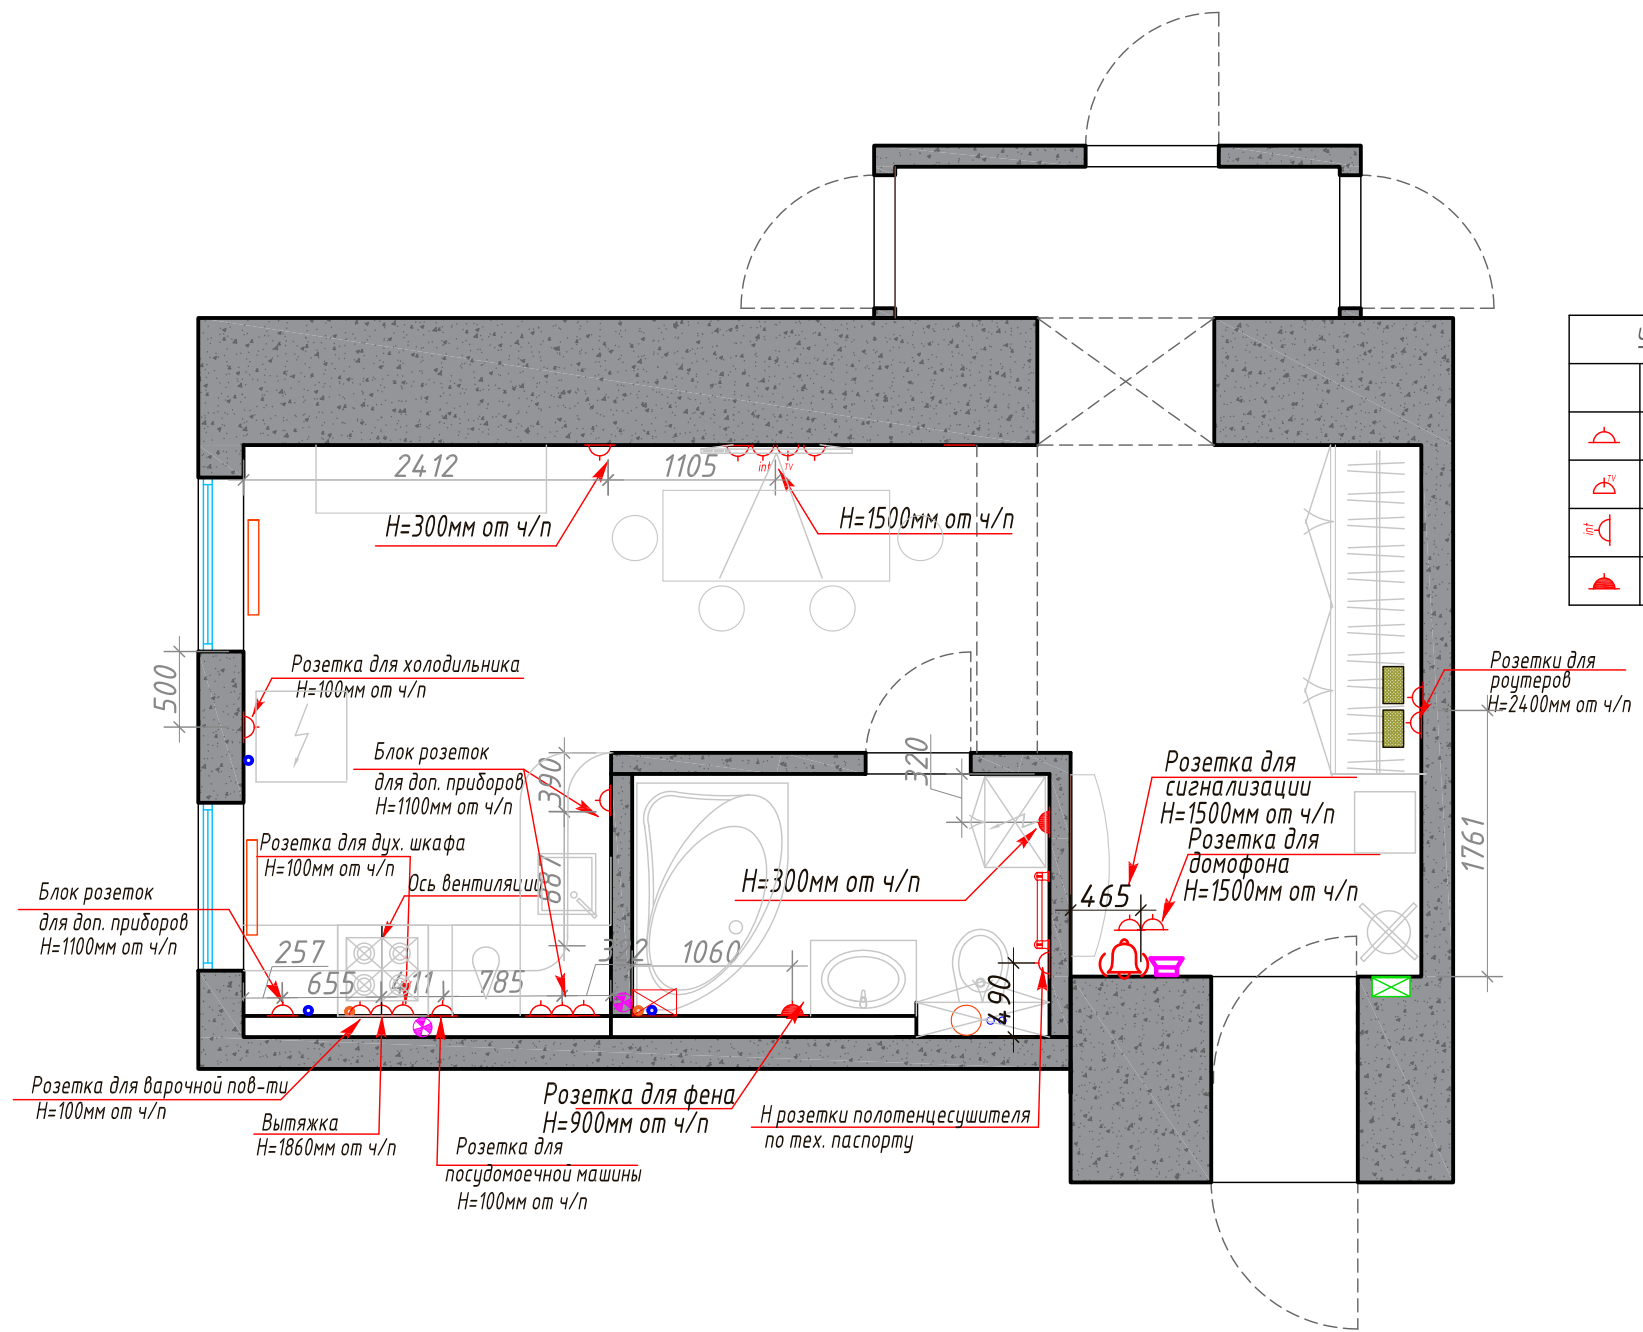 2412
1105
int
TV
H=300мм от ч/п
H=1500мм от ч/п
TV
int
500
Розетка для холодильника
H=100мм от ч/п
Розетки для
роутеров
H=2400мм от ч/п
Блок розеток
для доп. приборов
H=1100мм от ч/п
390
320
Розетка для
сигнализации
H=1500мм от ч/п
Розетка для
домофона
H=1500мм от ч/п
1761
Розетка для дух. шкафа
H=100мм от ч/п
Ось вентиляции
887
H=300мм от ч/п
465
Блок розеток
для доп. приборов
H=1100мм от ч/п
257
655
411
785
1060
490
Розетка для варочной пов-ти
H=100мм от ч/п
Вытяжка
H=1860мм от ч/п
Розетка для
посудомоечной машины
H=100мм от ч/п
Розетка для фена
H=900мм от ч/п
H розетки полотенцесушителя
по тех. паспорту